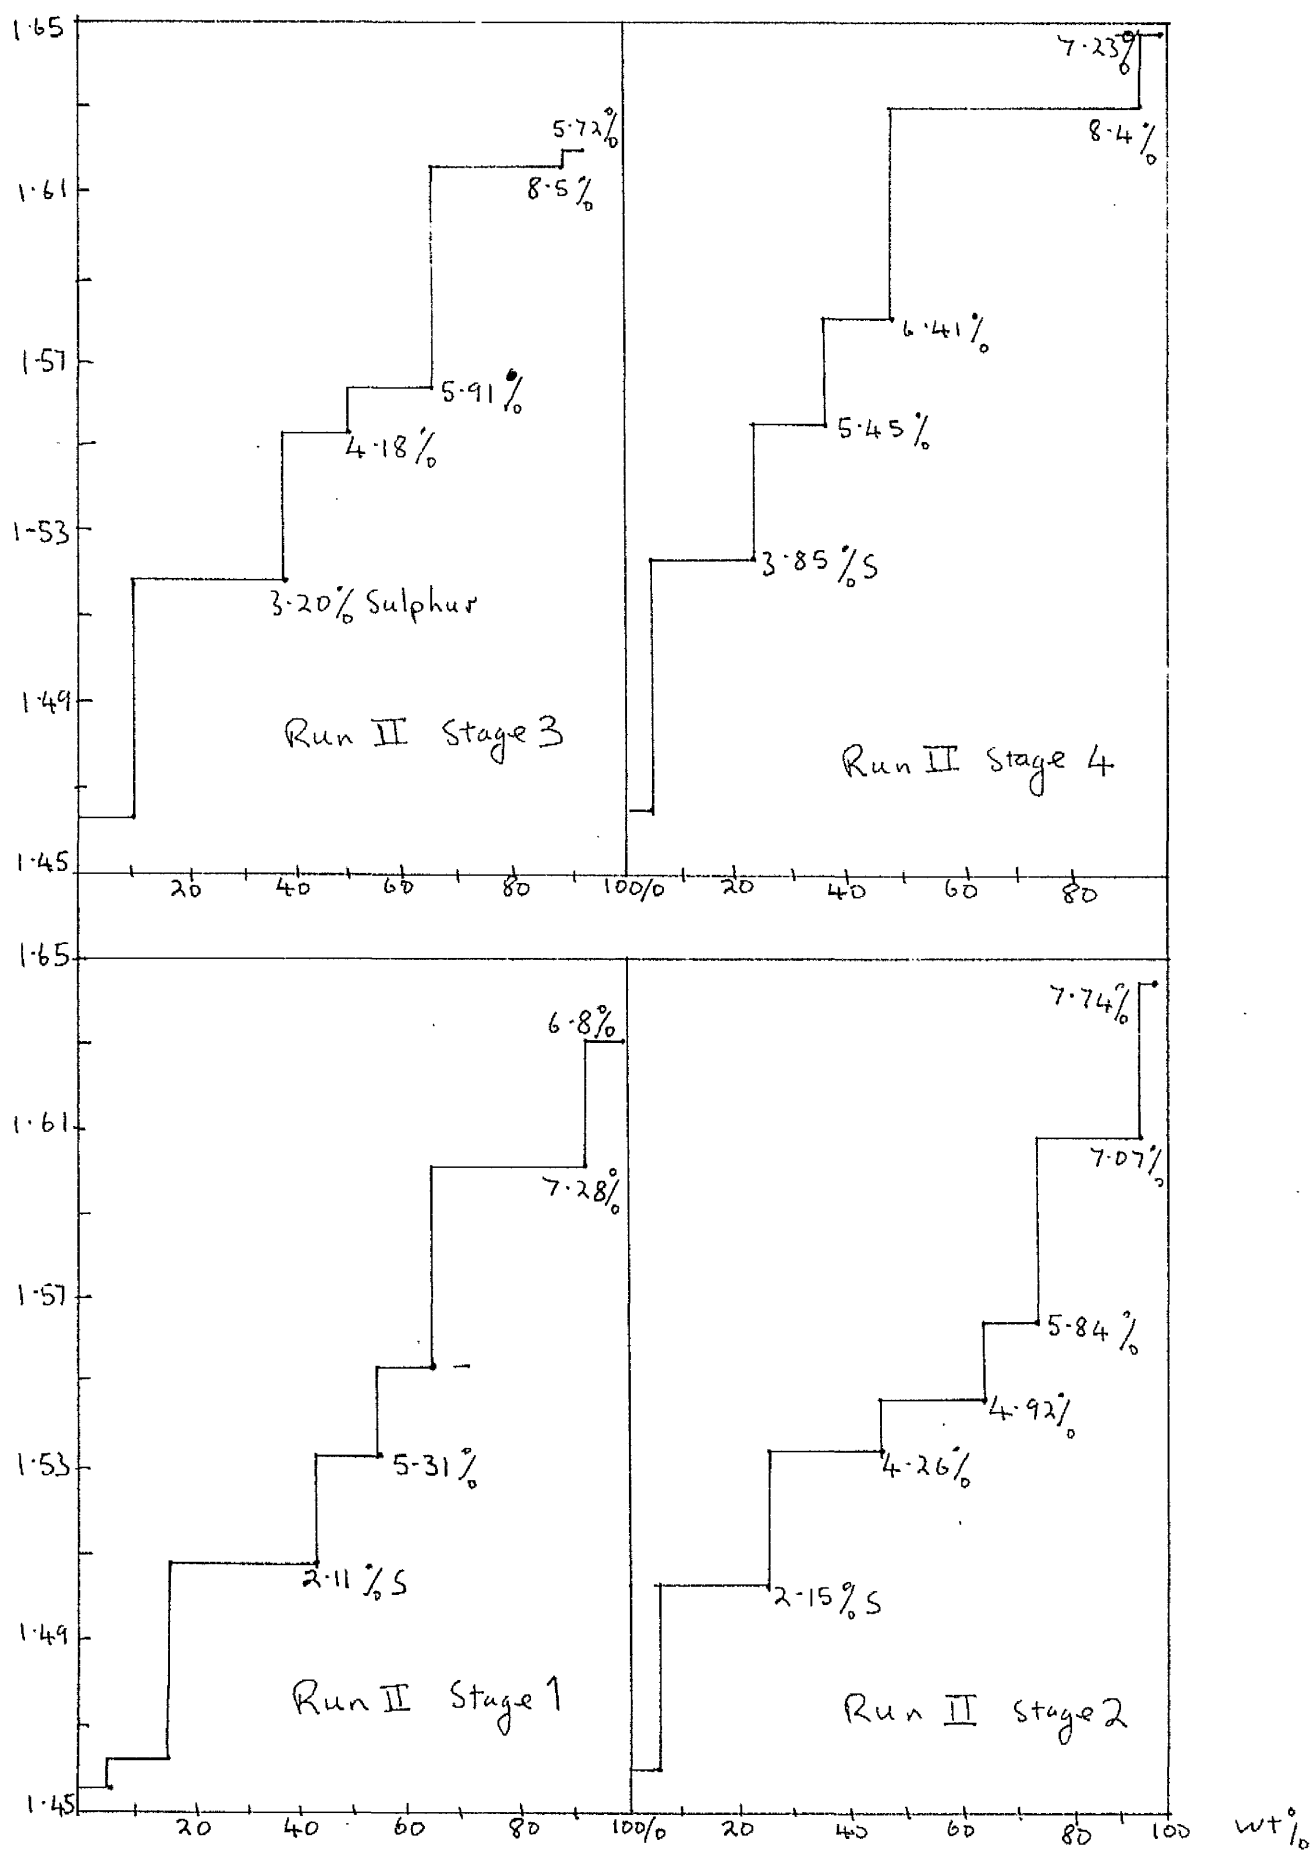 1.65
7.23%
5.72%
8.4%
1.61
8.5%
6.41%
1.57
5.91%
5.45%
4.18%
1.53
3.85%S
3.20% Sulphur
1.49
Run II Stage 3
Run II Stage 4
1.45
20 40 60 80 100/0 20 40 60 80
1.65
7.74%
6.8%
1.61
7.07%
7.28%
1.57
5.84%
-
4.92%
1.53
5.31%
4.26%
2.11%S
2.15%S
1.49
Run II Stage 1
Run II Stage 2
1.45
20 40 60 80 100/0 20 40 60 80 100 wt%